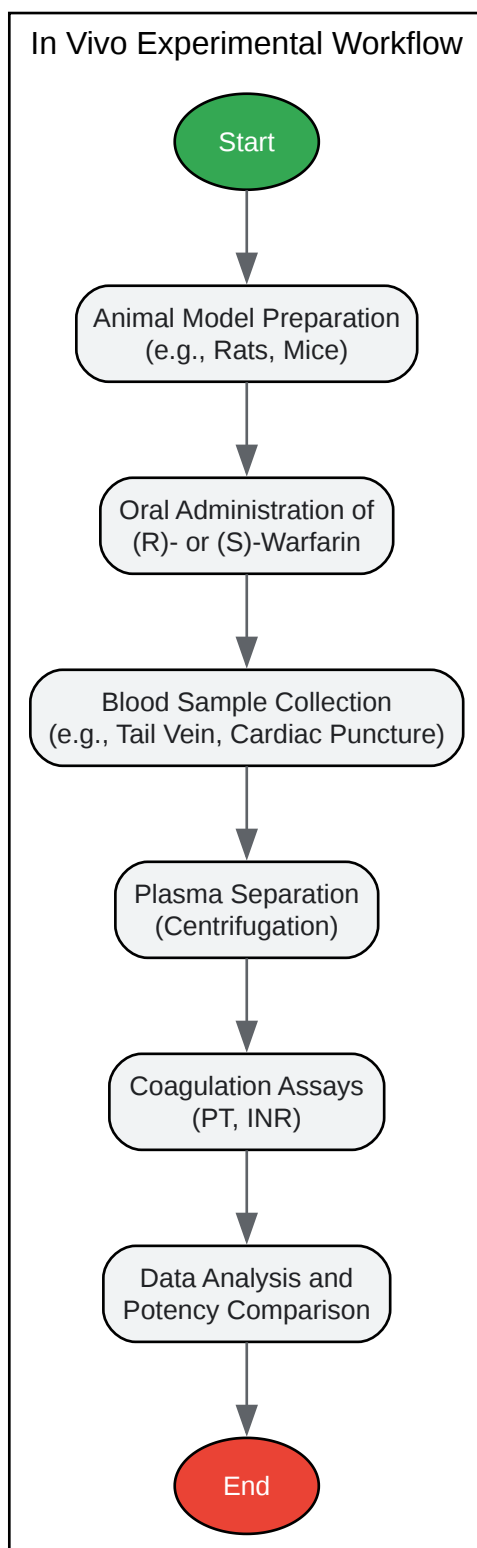 In Vivo Experimental Workflow
Start
Animal Model Preparation
(e.g., Rats, Mice)
Oral Administration of
(R)- or (S)-Warfarin
Blood Sample Collection
(e.g., Tail Vein, Cardiac Puncture)
Plasma Separation
(Centrifugation)
Coagulation Assays
(PT, INR)
Data Analysis and
Potency Comparison
End